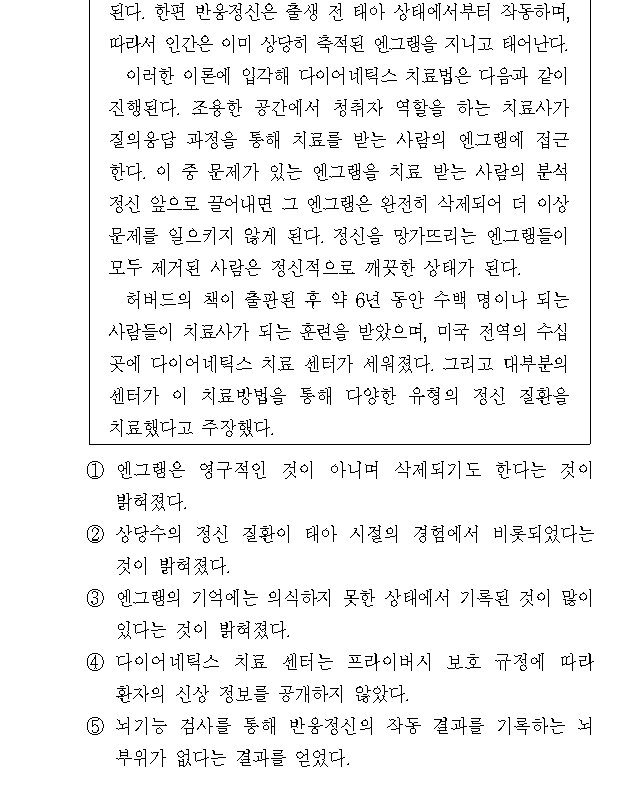 된다. 한편 반응정신은 출생 전 태아 상태에서부터 작동하며,
따라서 인간은 이미 상당히 축적된 엔그램을 지니고 태어난다.
이러한 이론에 입각해 다이어네틱스 치료법은 다음과 같이
진행된다. 조용한 공간에서 청취자 역할을 하는 치료사가
질의응답 과정을 통해 치료를 받는 사람의 엔그램에 접근
한다. 이 중 문제가 있는 엔그램을 치료 받는 사람의 분석
정신 앞으로 끌어내면 그 엔그램은 완전히 삭제되어 더 이상
문제를 일으키지 않게 된다. 정신을 망가뜨리는 엔그램들이
모두 제거된 사람은 정신적으로 깨끗한 상태가 된다.
허버드의 책이 출판된 후 약 6년 동안 수백 명이나 되는
사람들이 치료사가 되는 훈련을 받았으며, 미국 전역의 수십
곳에 다이어네틱스 치료 센터가 세워졌다. 그리고 대부분의
센터가 이 치료방법을 통해 다양한 유형의 정신 질환을
치료했다고 주장했다.
① 엔그램은 영구적인 것이 아니며 삭제되기도 한다는 것이
밝혀졌다.
② 상당수의 정신 질환이 태아 시절의 경험에서 비롯되었다는
것이 밝혀졌다.
③ 엔그램의 기억에는 의식하지 못한 상태에서 기록된 것이 많이
있다는 것이 밝혀졌다.
④ 다이어네틱스 치료 센터는 프라이버시 보호 규정에 따라
환자의 신상 정보를 공개하지 않았다.
⑤ 뇌기능 검사를 통해 반응정신의 작동 결과를 기록하는 뇌
부위가 없다는 결과를 얻었다.